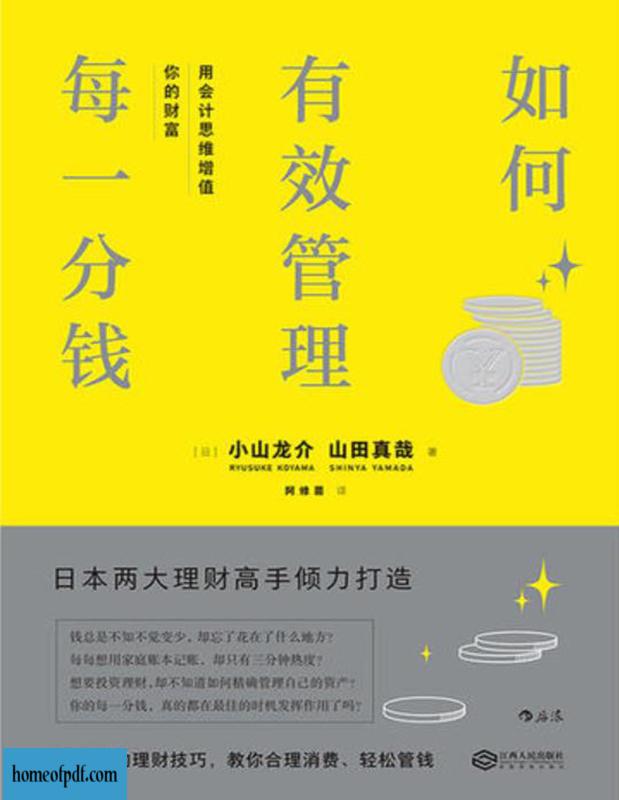 如何
有效管理
每一分钱
用会计思维增值
你的财富
[日] 小山龙介 山田真哉 著
RYUSUKE KOYAMA SHINYA YAMADA
阿修菌 译
日本两大理财高手倾力打造
钱总是不知不觉变少，却忘了花在了什么地方？
每每想用家庭账本记账，却只有三分钟热度？
想要投资理财，却不知道如何精确管理自己的资产？
你的每一分钱，真的都在最佳的时机发挥作用了吗？
后浪
理财技巧，教你合理消费、轻松管钱
江西人民出版社
homeofpdf.com